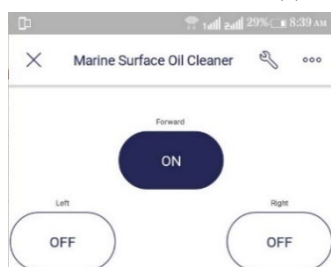 29% 8:39 AM
Marine Surface Oil Cleaner
Forward
ON
Left
Right
OFF
OFF